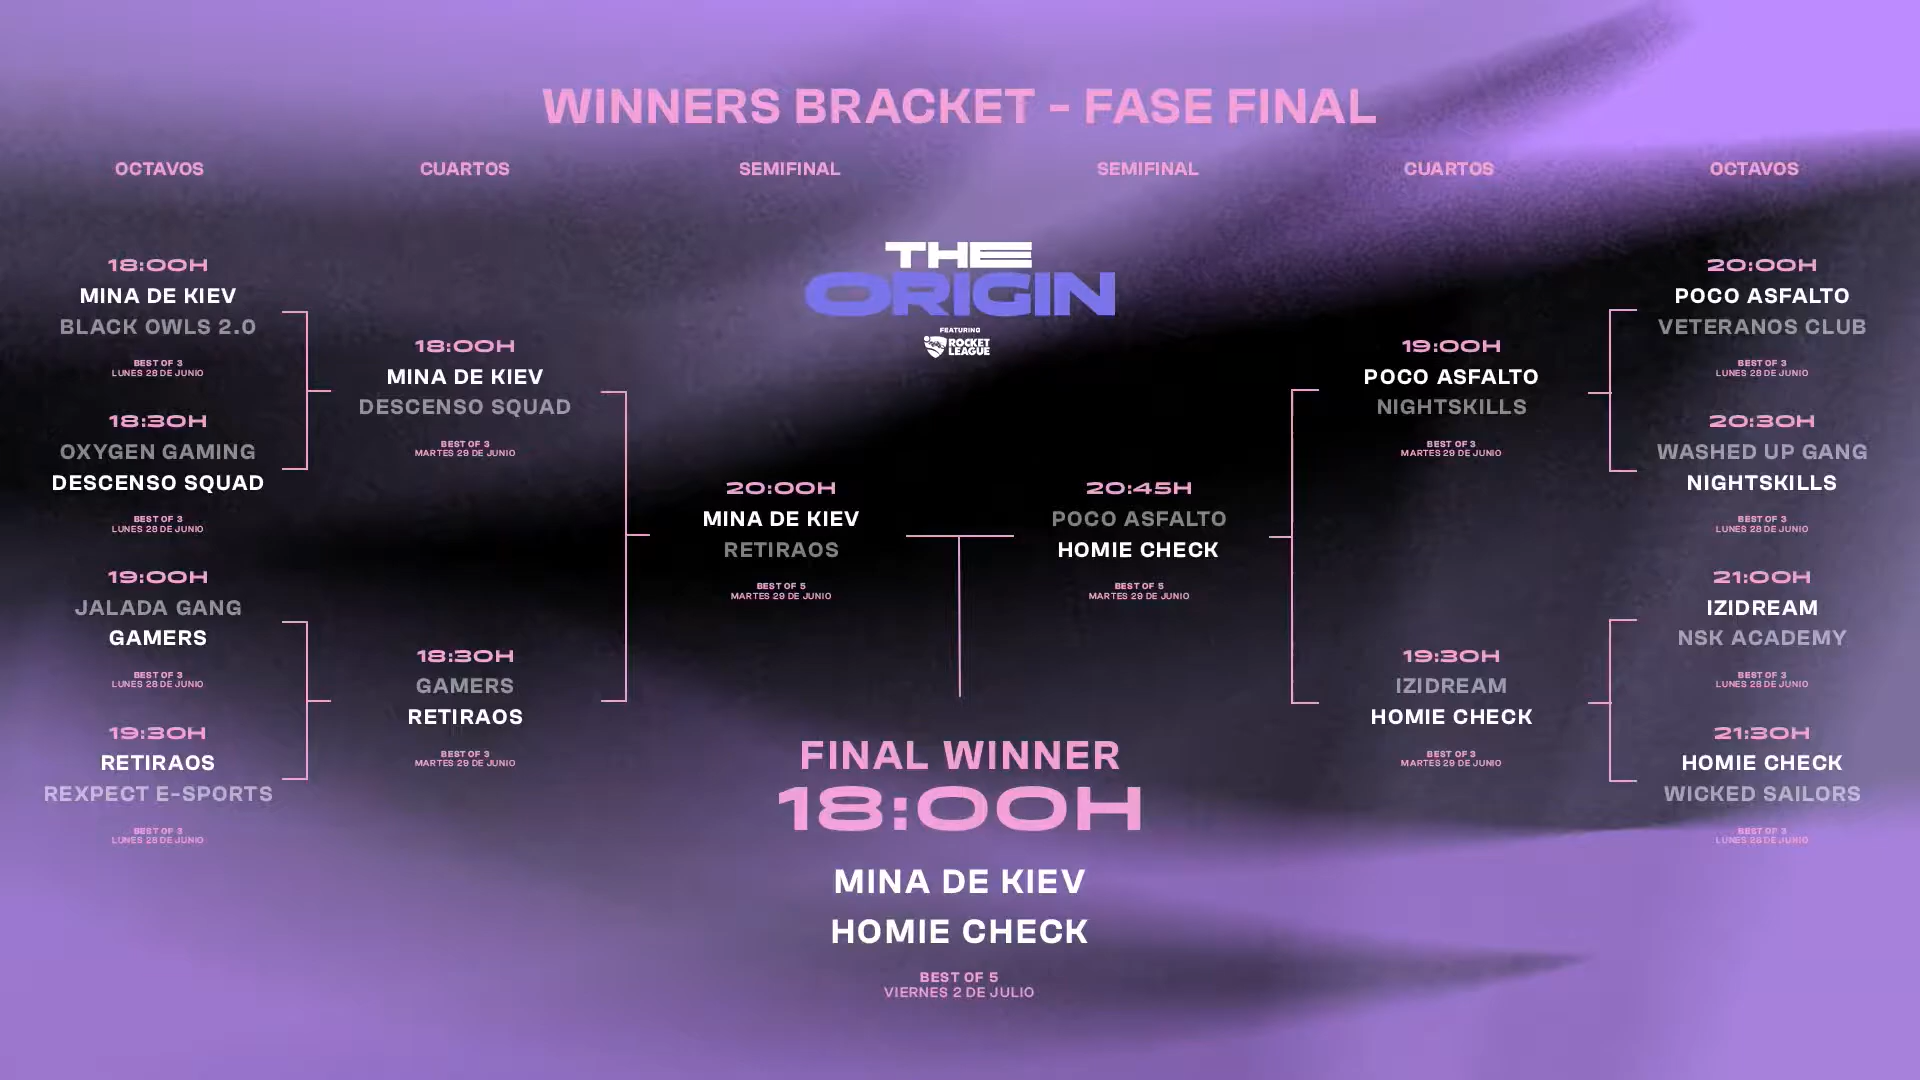 WINNERS BRACKET - FASE FINAL
OCTAVOS
CUARTOS
SEMIFINAL
SEMIFINAL
CUARTOS
OCTAVOS
THE
ORIGIN
FEATURING
ROCKET
LEAGUE
18:00H
MINA DE KIEV
BLACK OWLS 2.0
BEST OF 3
LUNES 28 DE JUNIO
18:30H
OXYGEN GAMING
DESCENSO SQUAD
BEST OF 3
LUNES 28 DE JUNIO
19:00H
JALADA GANG
GAMERS
BEST OF 3
LUNES 28 DE JUNIO
19:30H
RETIRAOS
REXPECT E-SPORTS
BEST OF 3
LUNES 28 DE JUNIO
18:00H
MINA DE KIEV
DESCENSO SQUAD
BEST OF 3
MARTES 29 DE JUNIO
18:30H
GAMERS
RETIRAOS
BEST OF 3
MARTES 29 DE JUNIO
20:00H
MINA DE KIEV
RETIRAOS
BEST OF 5
MARTES 29 DE JUNIO
20:45H
POCO ASFALTO
HOMIE CHECK
BEST OF 5
MARTES 29 DE JUNIO
19:00H
POCO ASFALTO
NIGHTSKILLS
BEST OF 3
MARTES 29 DE JUNIO
19:30H
IZIDREAM
HOMIE CHECK
BEST OF 3
MARTES 29 DE JUNIO
20:00H
POCO ASFALTO
VETERANOS CLUB
BEST OF 3
LUNES 28 DE JUNIO
20:30H
WASHED UP GANG
NIGHTSKILLS
BEST OF 3
LUNES 28 DE JUNIO
21:00H
IZIDREAM
NSK ACADEMY
BEST OF 3
LUNES 28 DE JUNIO
21:30H
HOMIE CHECK
WICKED SAILORS
BEST OF 3
LUNES 28 DE JUNIO
FINAL WINNER
18:00H
MINA DE KIEV
HOMIE CHECK
BEST OF 5
VIERNES 2 DE JULIO